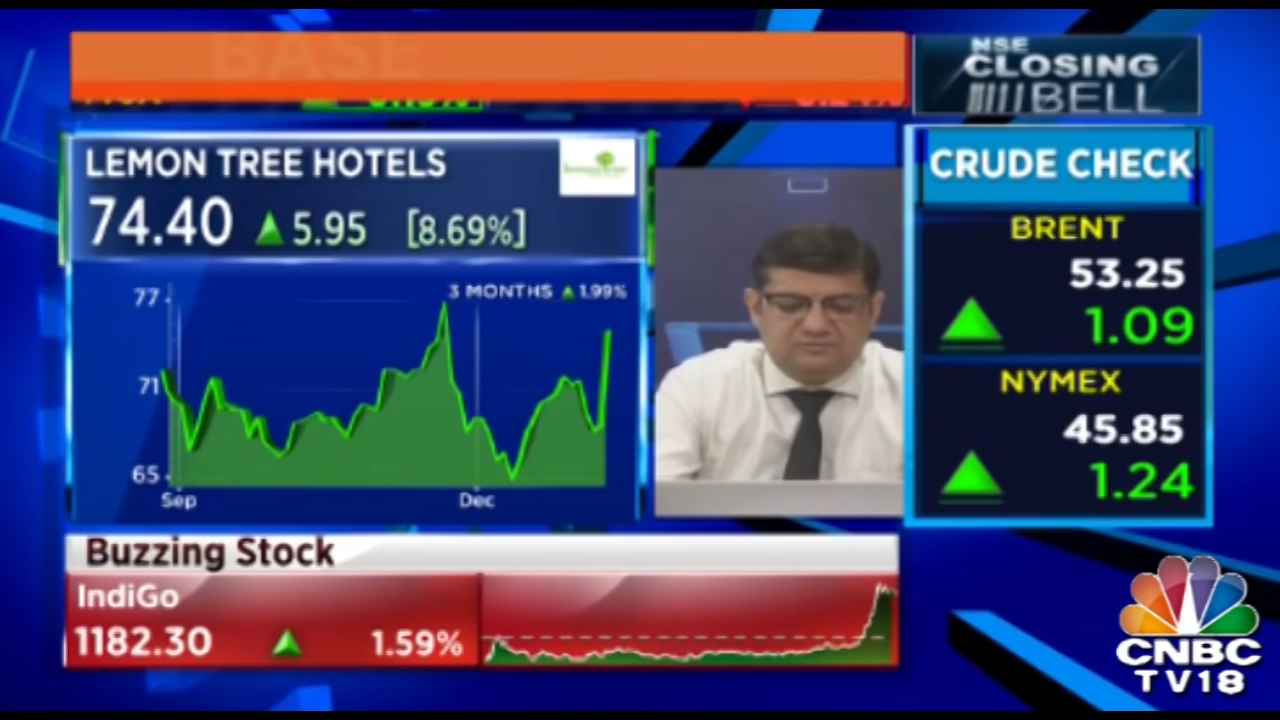 BASE
NSE
CLOSING
BELL
LEMON TREE HOTELS
74.40 ▲ 5.95 [8.69%]
3 MONTHS ▲ 1.99%
77
71
65
Sep Dec
CRUDE CHECK
BRENT
53.25
▲ 1.09
NYMEX
45.85
▲ 1.24
Buzzing Stock
IndiGo
1182.30 ▲ 1.59%
CNBC
TV18